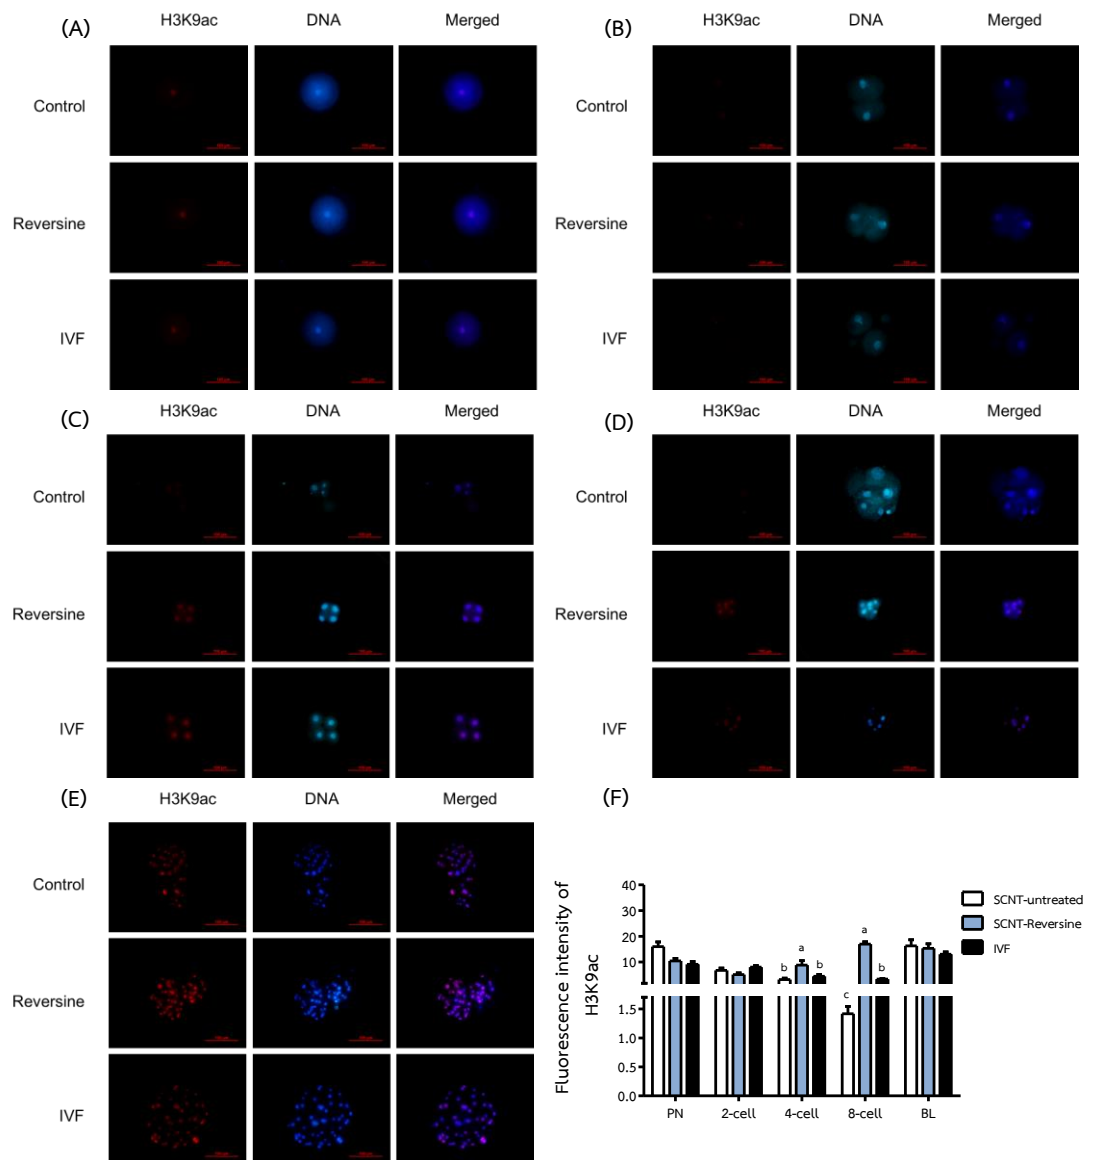 (A)
H3K9ac DNA Merged
Control
Reversine
IVF
(B)
H3K9ac DNA Merged
Control
Reversine
IVF
(C)
H3K9ac DNA Merged
Control
Reversine
IVF
(D)
H3K9ac DNA Merged
Control
Reversine
IVF
(E)
H3K9ac DNA Merged
Control
Reversine
IVF
(F)
Fluorescence intensity of
H3K9ac
40
30
20
10
1.5
1.0
0.5
0.0
b a b
c a b
PN 2-cell 4-cell 8-cell BL
SCNT-untreated
SCNT-Reversine
IVF